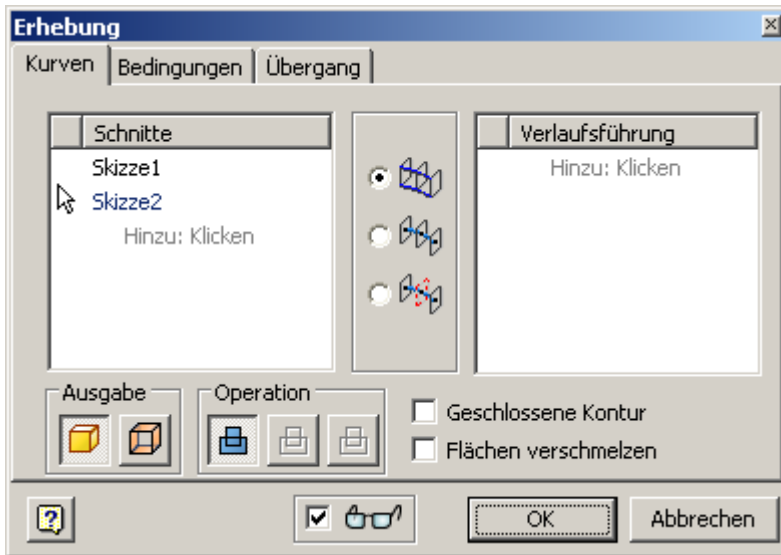 Erhebung
Kurven Bedingungen Übergang
Schnitte Verlaufsführung
Skizze1 Hinzu: Klicken
Skizze2
Hinzu: Klicken
Ausgabe Operation
Geschlossene Kontur
Flächen verschmelzen
OK Abbrechen